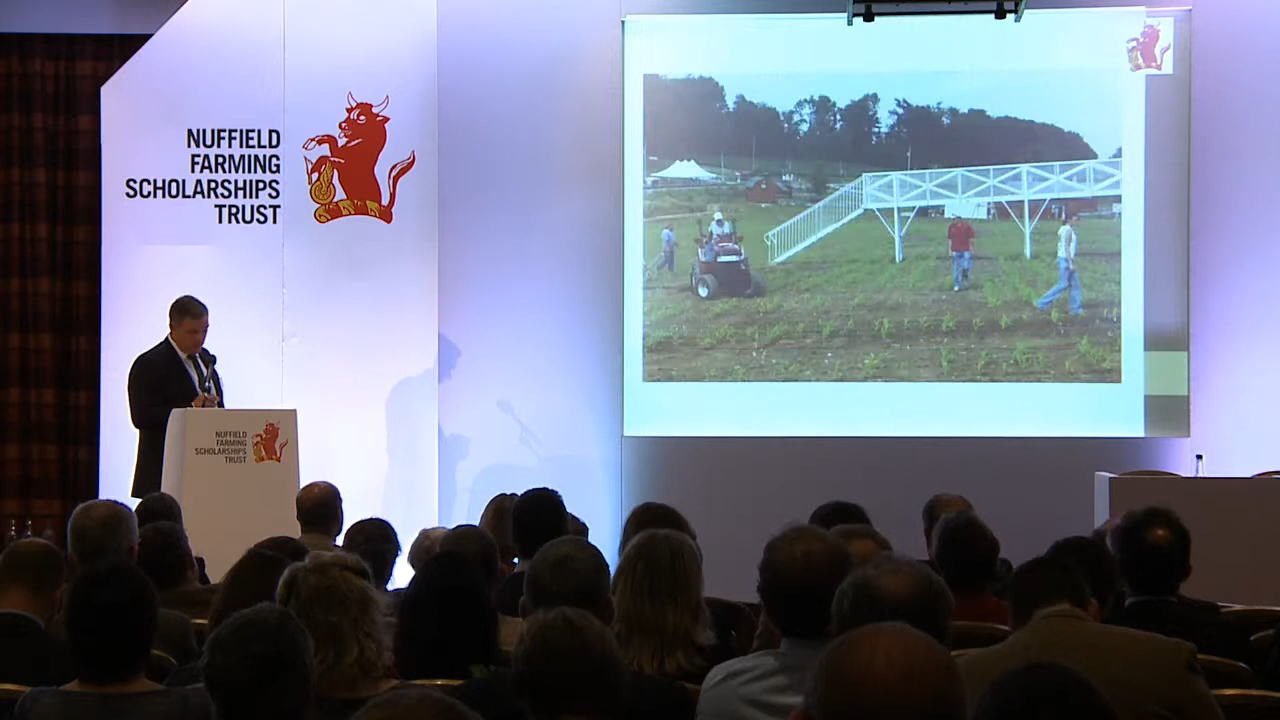 NUFFIELD
FARMING
SCHOLARSHIPS
TRUST
NUFFIELD
FARMING
SCHOLARSHIPS
TRUST